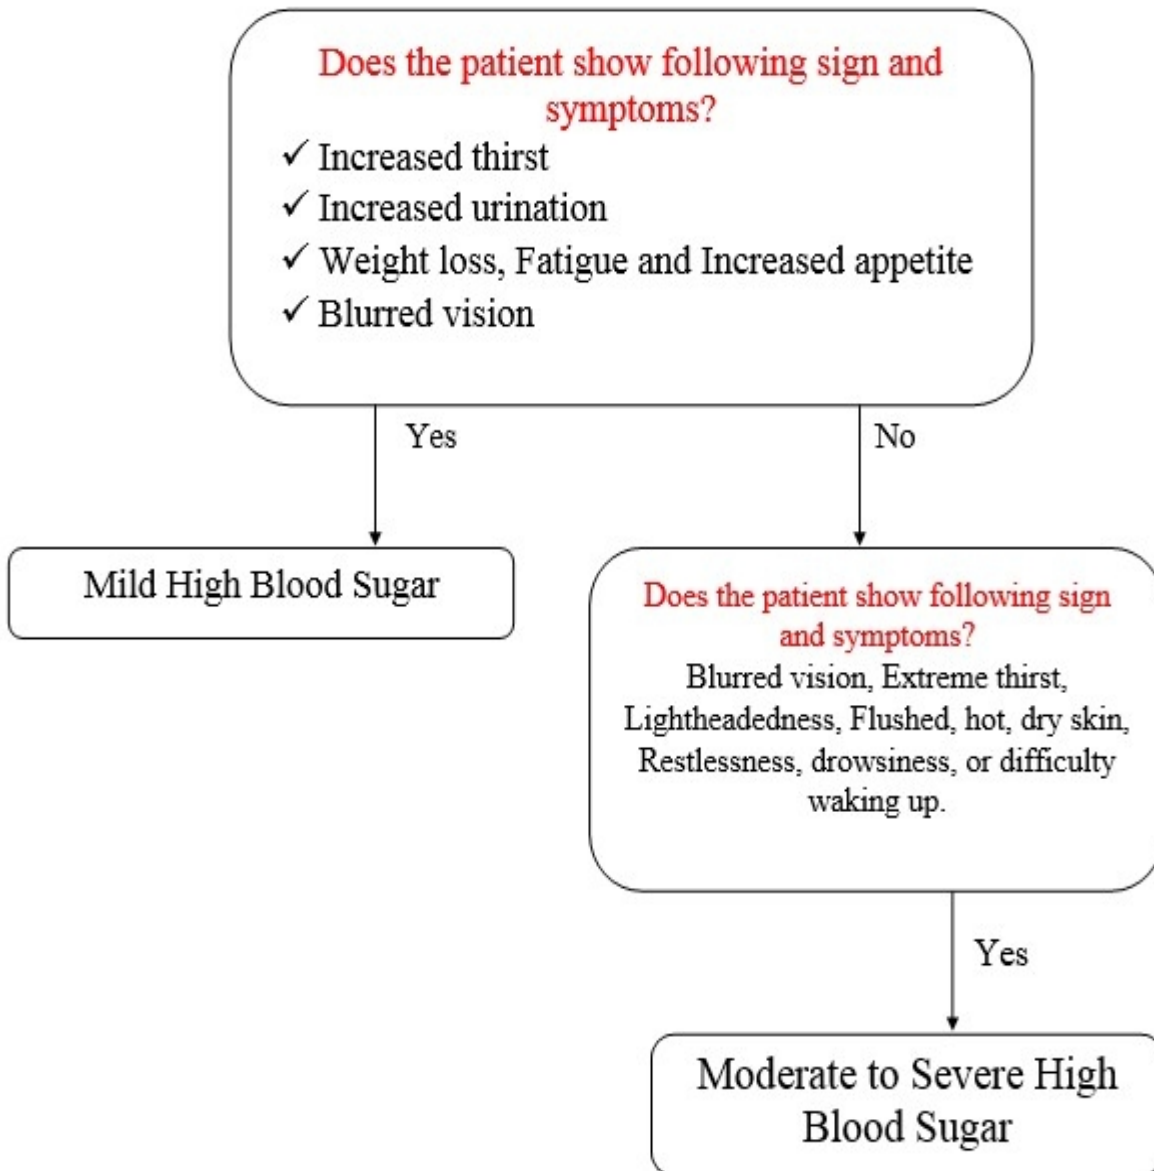 Does the patient show following sign and
symptoms?
✓ Increased thirst
✓ Increased urination
✓ Weight loss, Fatigue and Increased appetite
✓ Blurred vision
Yes
No
Mild High Blood Sugar
Does the patient show following sign
and symptoms?
Blurred vision, Extreme thirst,
Lightheadedness, Flushed, hot, dry skin,
Restlessness, drowsiness, or difficulty
waking up.
Yes
Moderate to Severe High
Blood Sugar